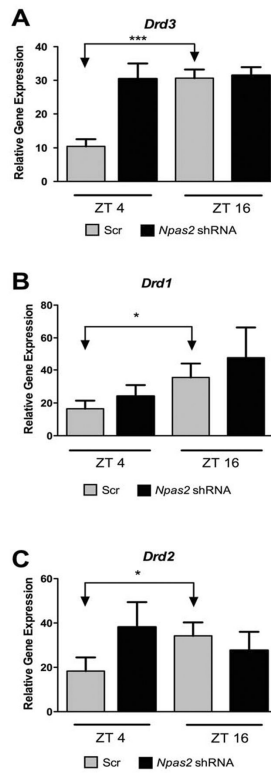 A
Drd3
***
Relative Gene Expression
40
30
20
10
0
ZT 4
ZT 16
Scr
Npas2 shRNA
B
Drd1
*
Relative Gene Expression
80
60
40
20
0
ZT 4
ZT 16
Scr
Npas2 shRNA
C
Drd2
*
Relative Gene Expression
60
40
20
0
ZT 4
ZT 16
Scr
Npas2 shRNA